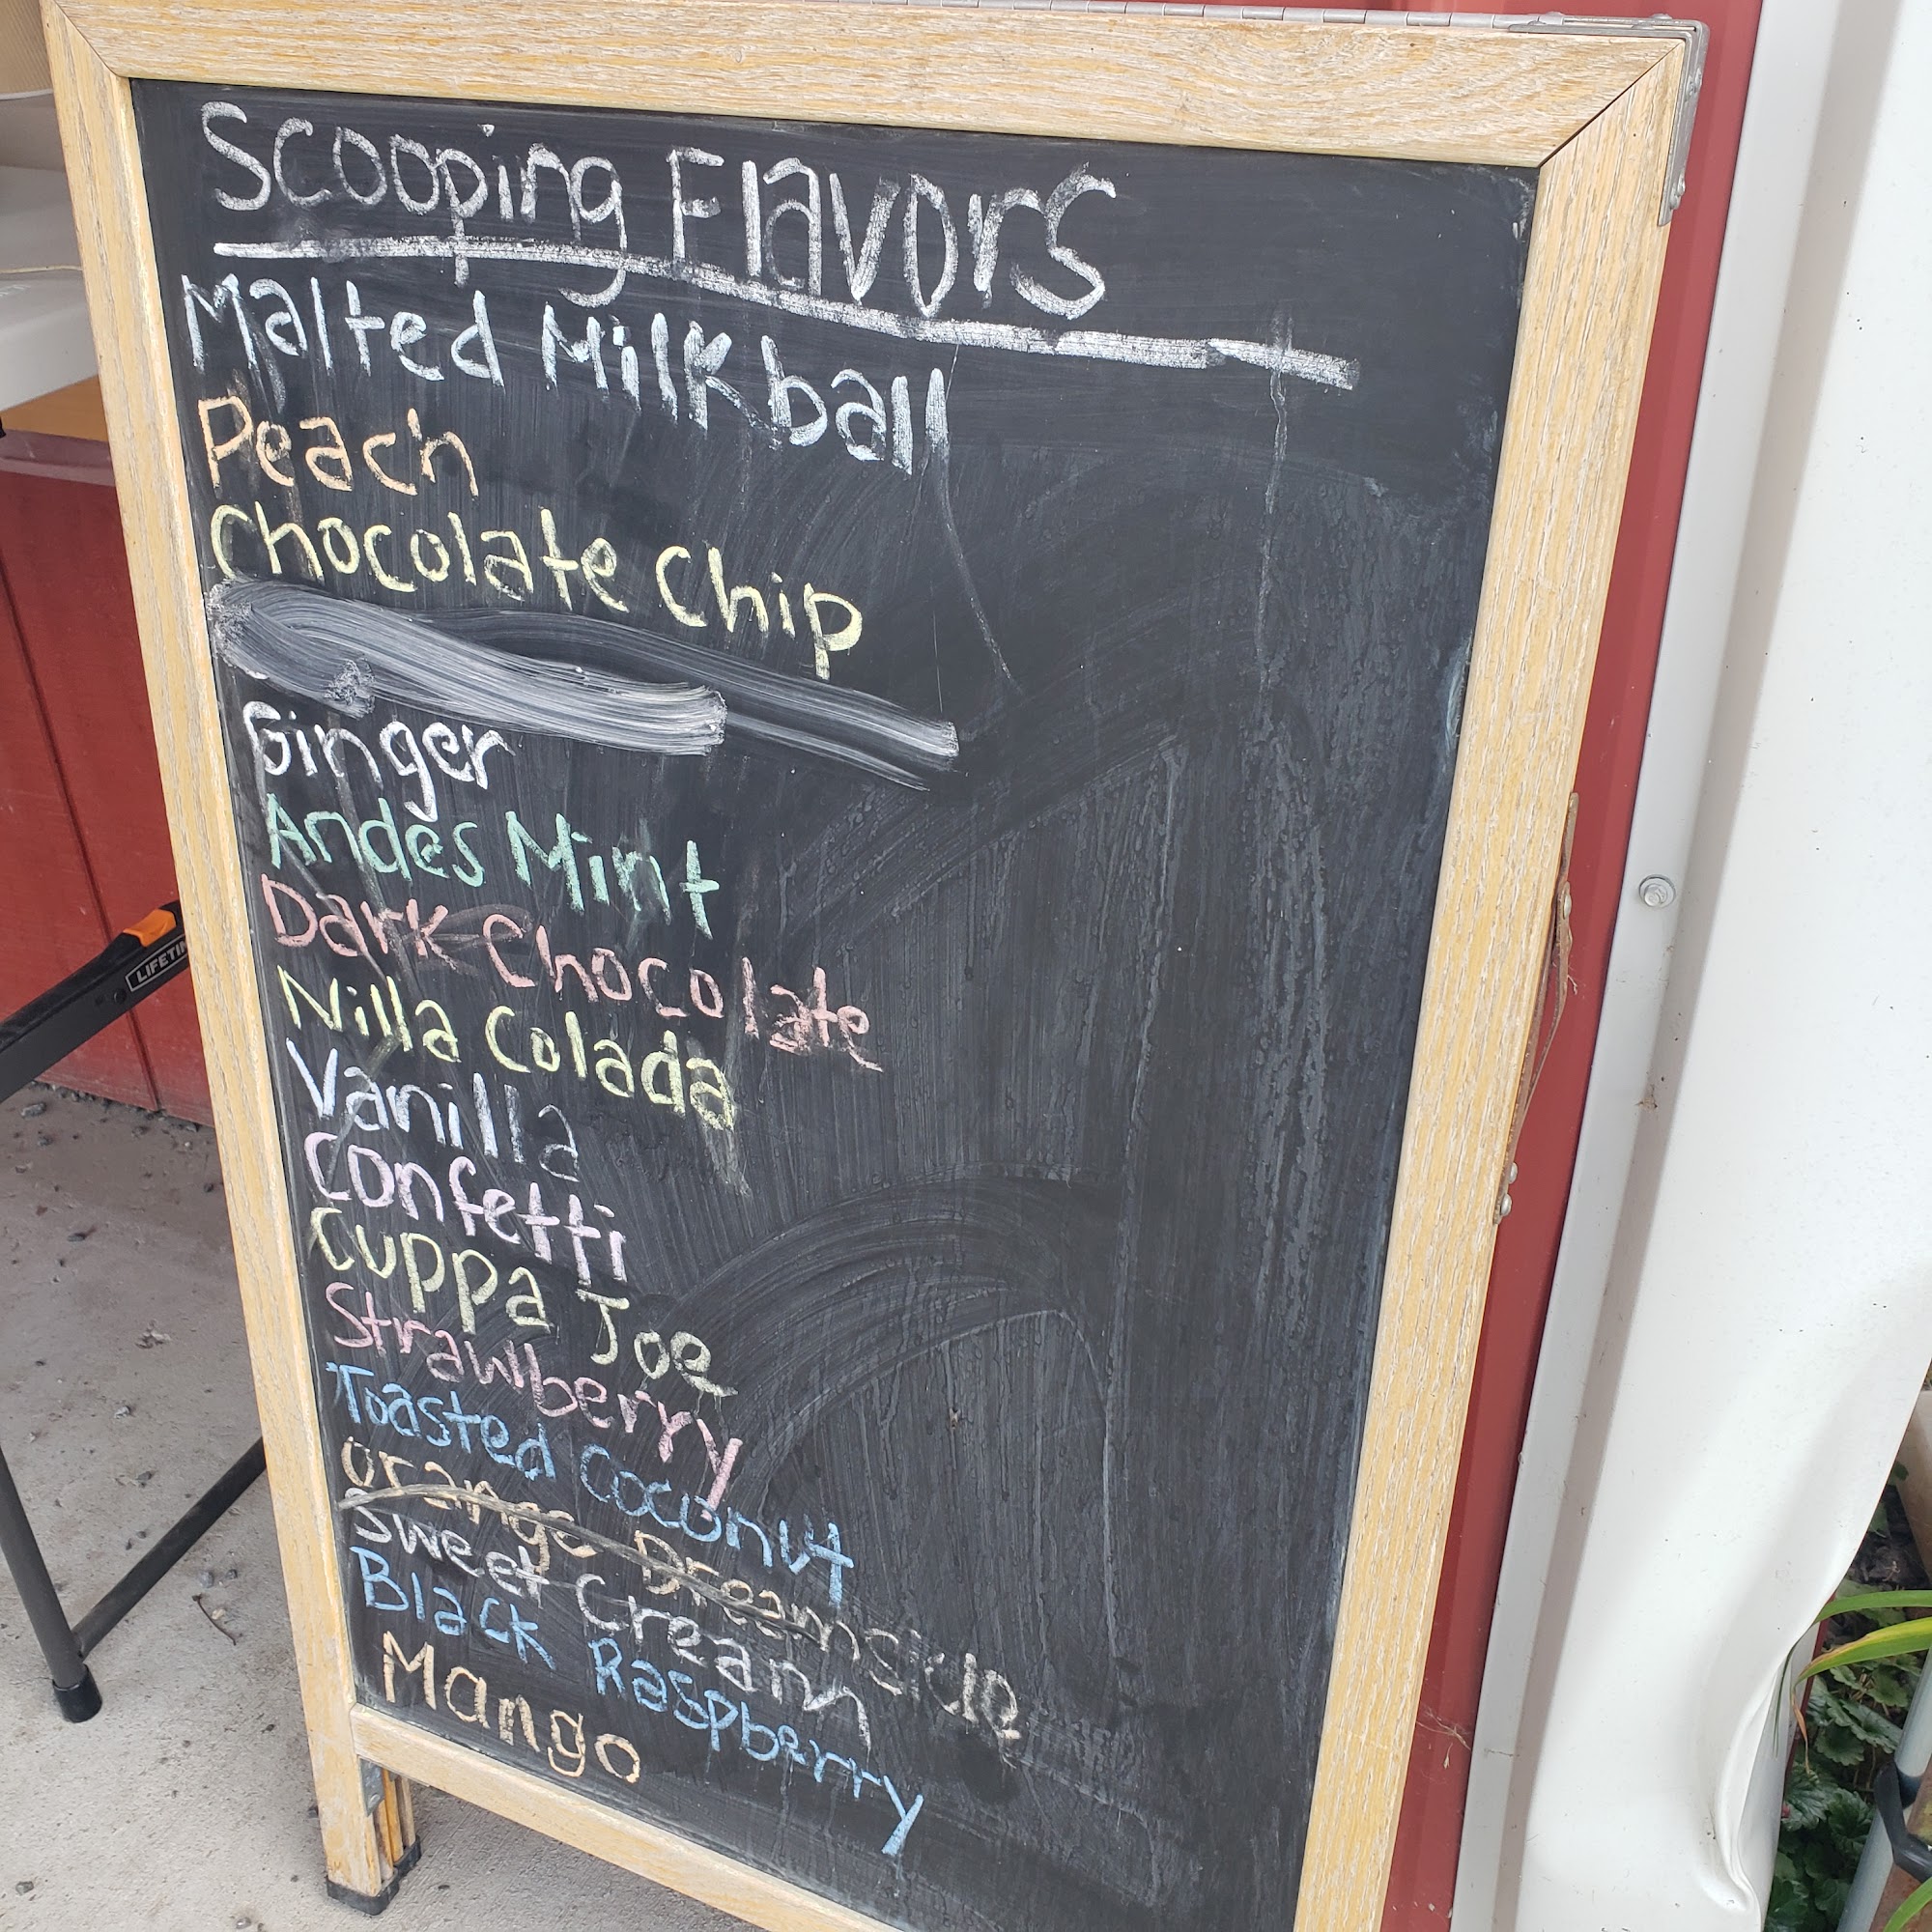 Scooping Flavors
Malted Milkball
Peach
Chocolate Chip
Ginger
Andes Mint
Dark Chocolate
Nilla Colada
Vanilla
Confetti
Cuppa Joe
Strawberry
Toasted Coconut
Orange Dreamsicle
Sweet Cream
Black Raspberry
Mango
LIFETIM